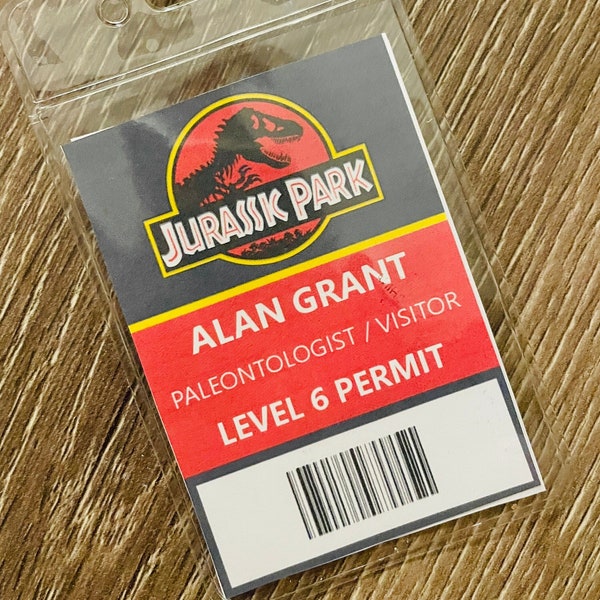 JURASSIC PARK
ALAN GRANT
PALEONTOLOGIST / VISITOR
LEVEL 6 PERMIT